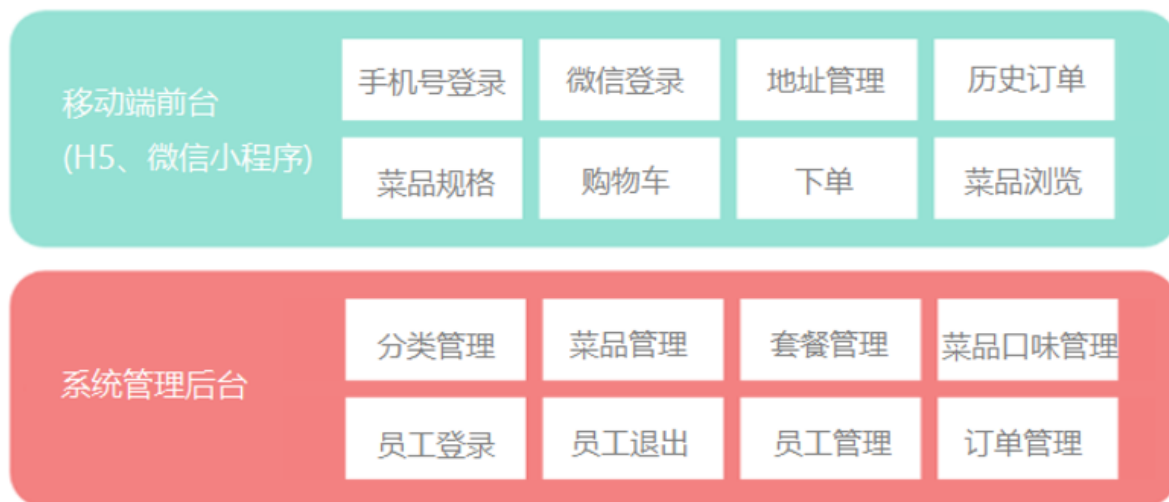 移动端前台
(H5、微信小程序)
手机号登录 微信登录 地址管理 历史订单
菜品规格 购物车 下单 菜品浏览
系统管理后台
分类管理 菜品管理 套餐管理 菜品口味管理
员工登录 员工退出 员工管理 订单管理